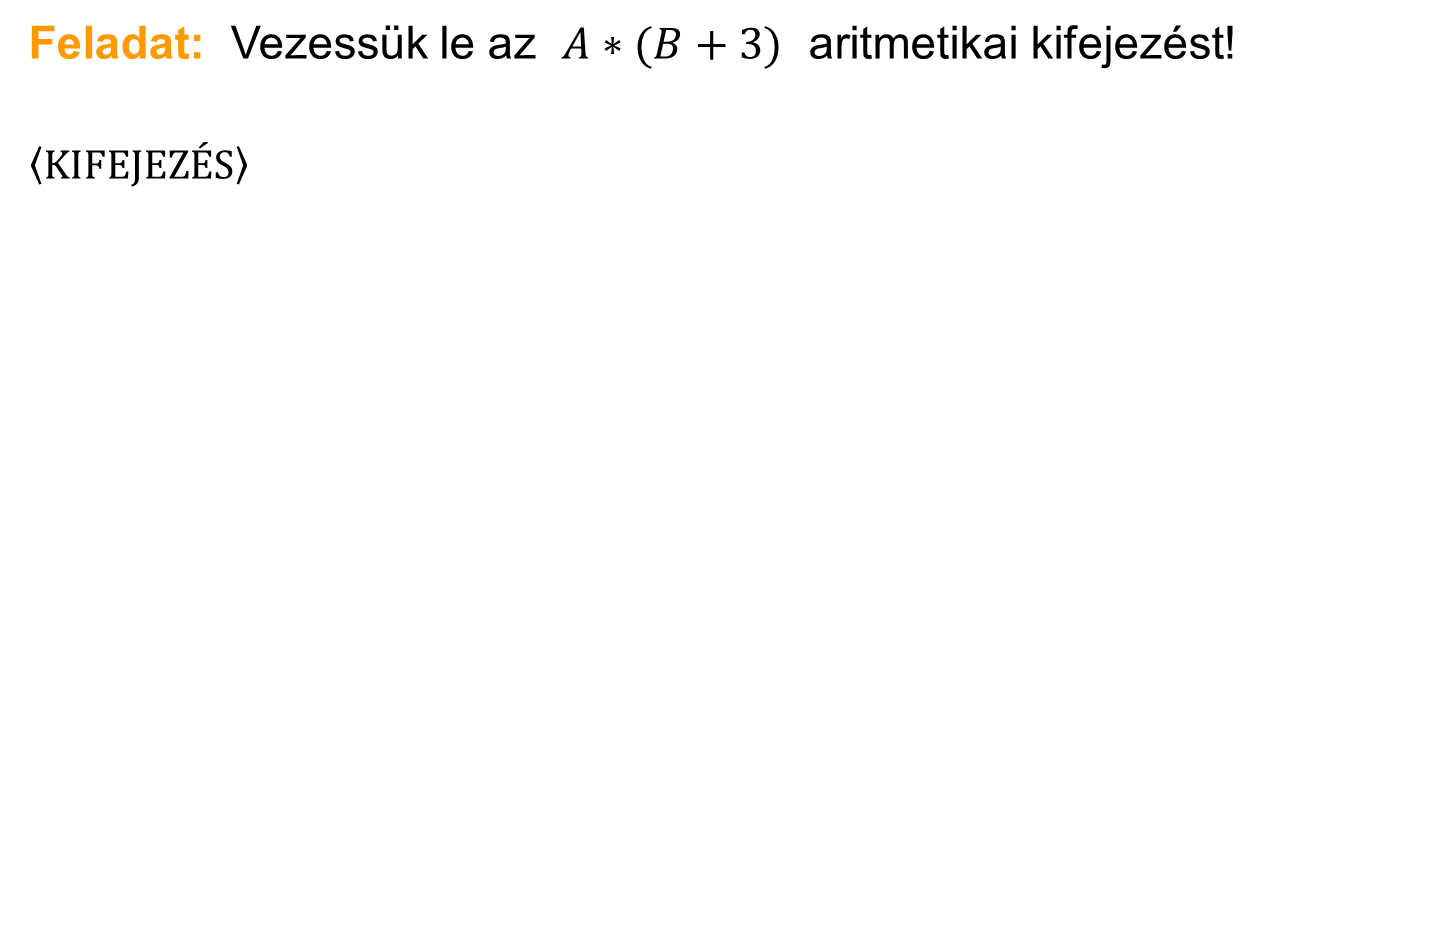 Feladat: Vezessük le az A ∗ (B + 3) aritmetikai kifejezést!
⟨KIFEJEZÉS⟩